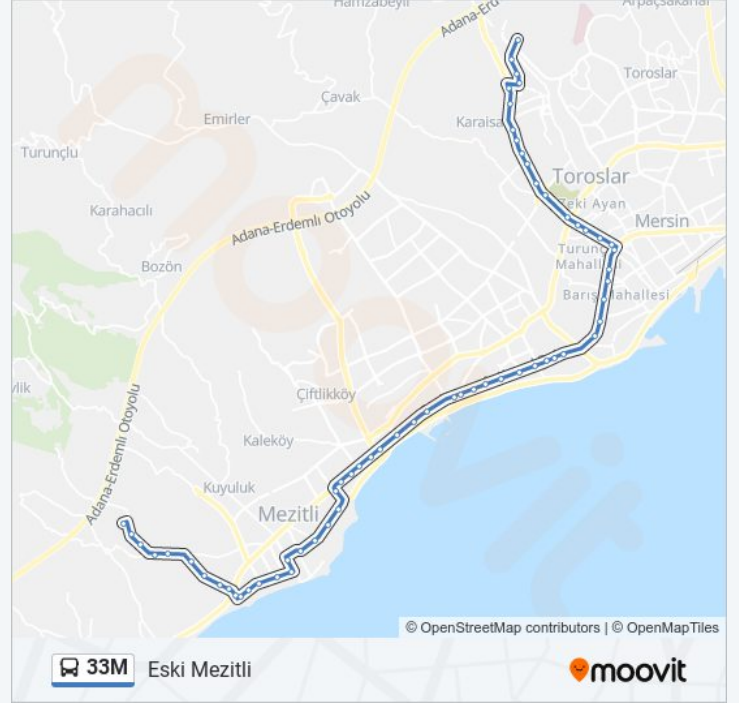 Hamzabeyli
Arpaçsakarlar
Adana-Erd
Toroslar
Çavak
Emirler
Karaisa
Turunçlu
Toroslar
Zeki Ayan
Karahacılı
Mersin
Adana-Erdemli Otoyolu
Turunç
Mahallesi
Bozön
Barış Mahallesi
Adana-Erdemli Otoyolu
Çiftlikköy
Kaleköy
Kuyuluk
Mezitli
© OpenStreetMap contributors | © OpenMapTiles
33M Eski Mezitli
moovit